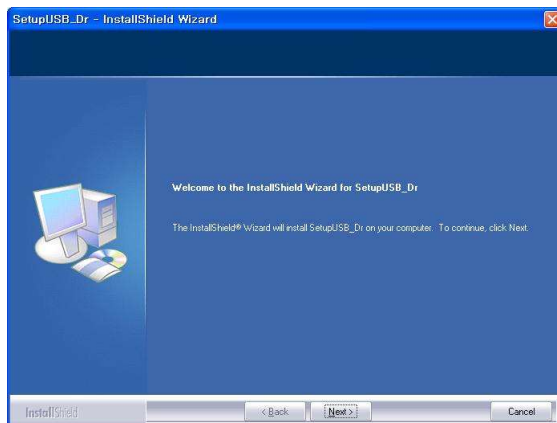 SetupUSB_Dr - InstallShield Wizard
Welcome to the InstallShield Wizard for SetupUSB_Dr
The InstallShield® Wizard will install SetupUSB_Dr on your computer. To continue, click Next.
InstallShield
< Back Next > Cancel